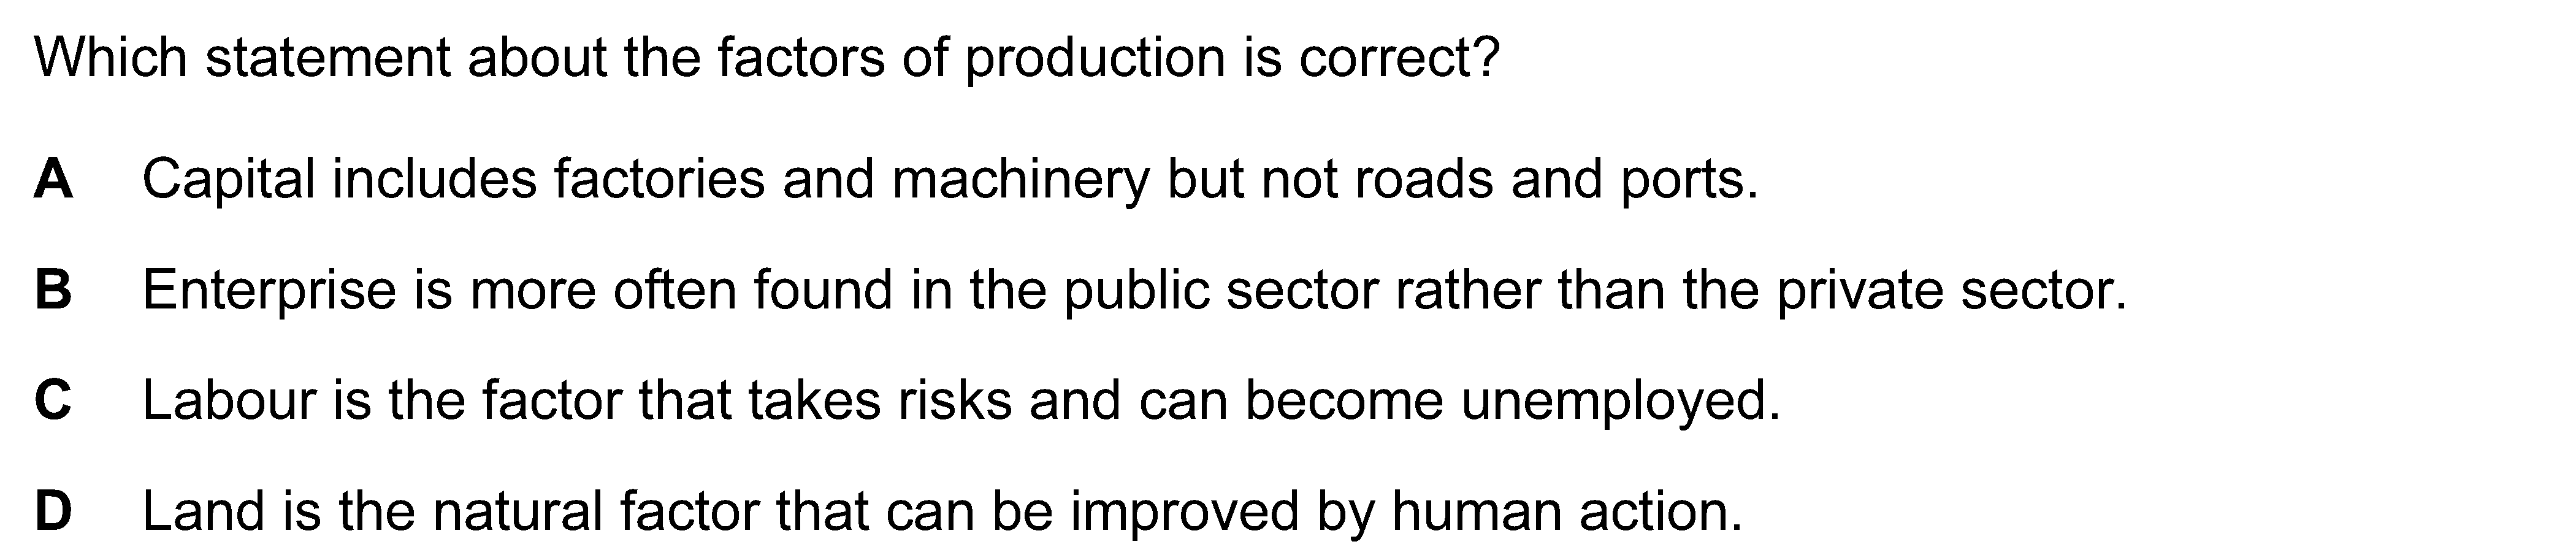 Which statement about the factors of production is correct?
A Capital includes factories and machinery but not roads and ports.
B Enterprise is more often found in the public sector rather than the private sector.
C Labour is the factor that takes risks and can become unemployed.
D Land is the natural factor that can be improved by human action.